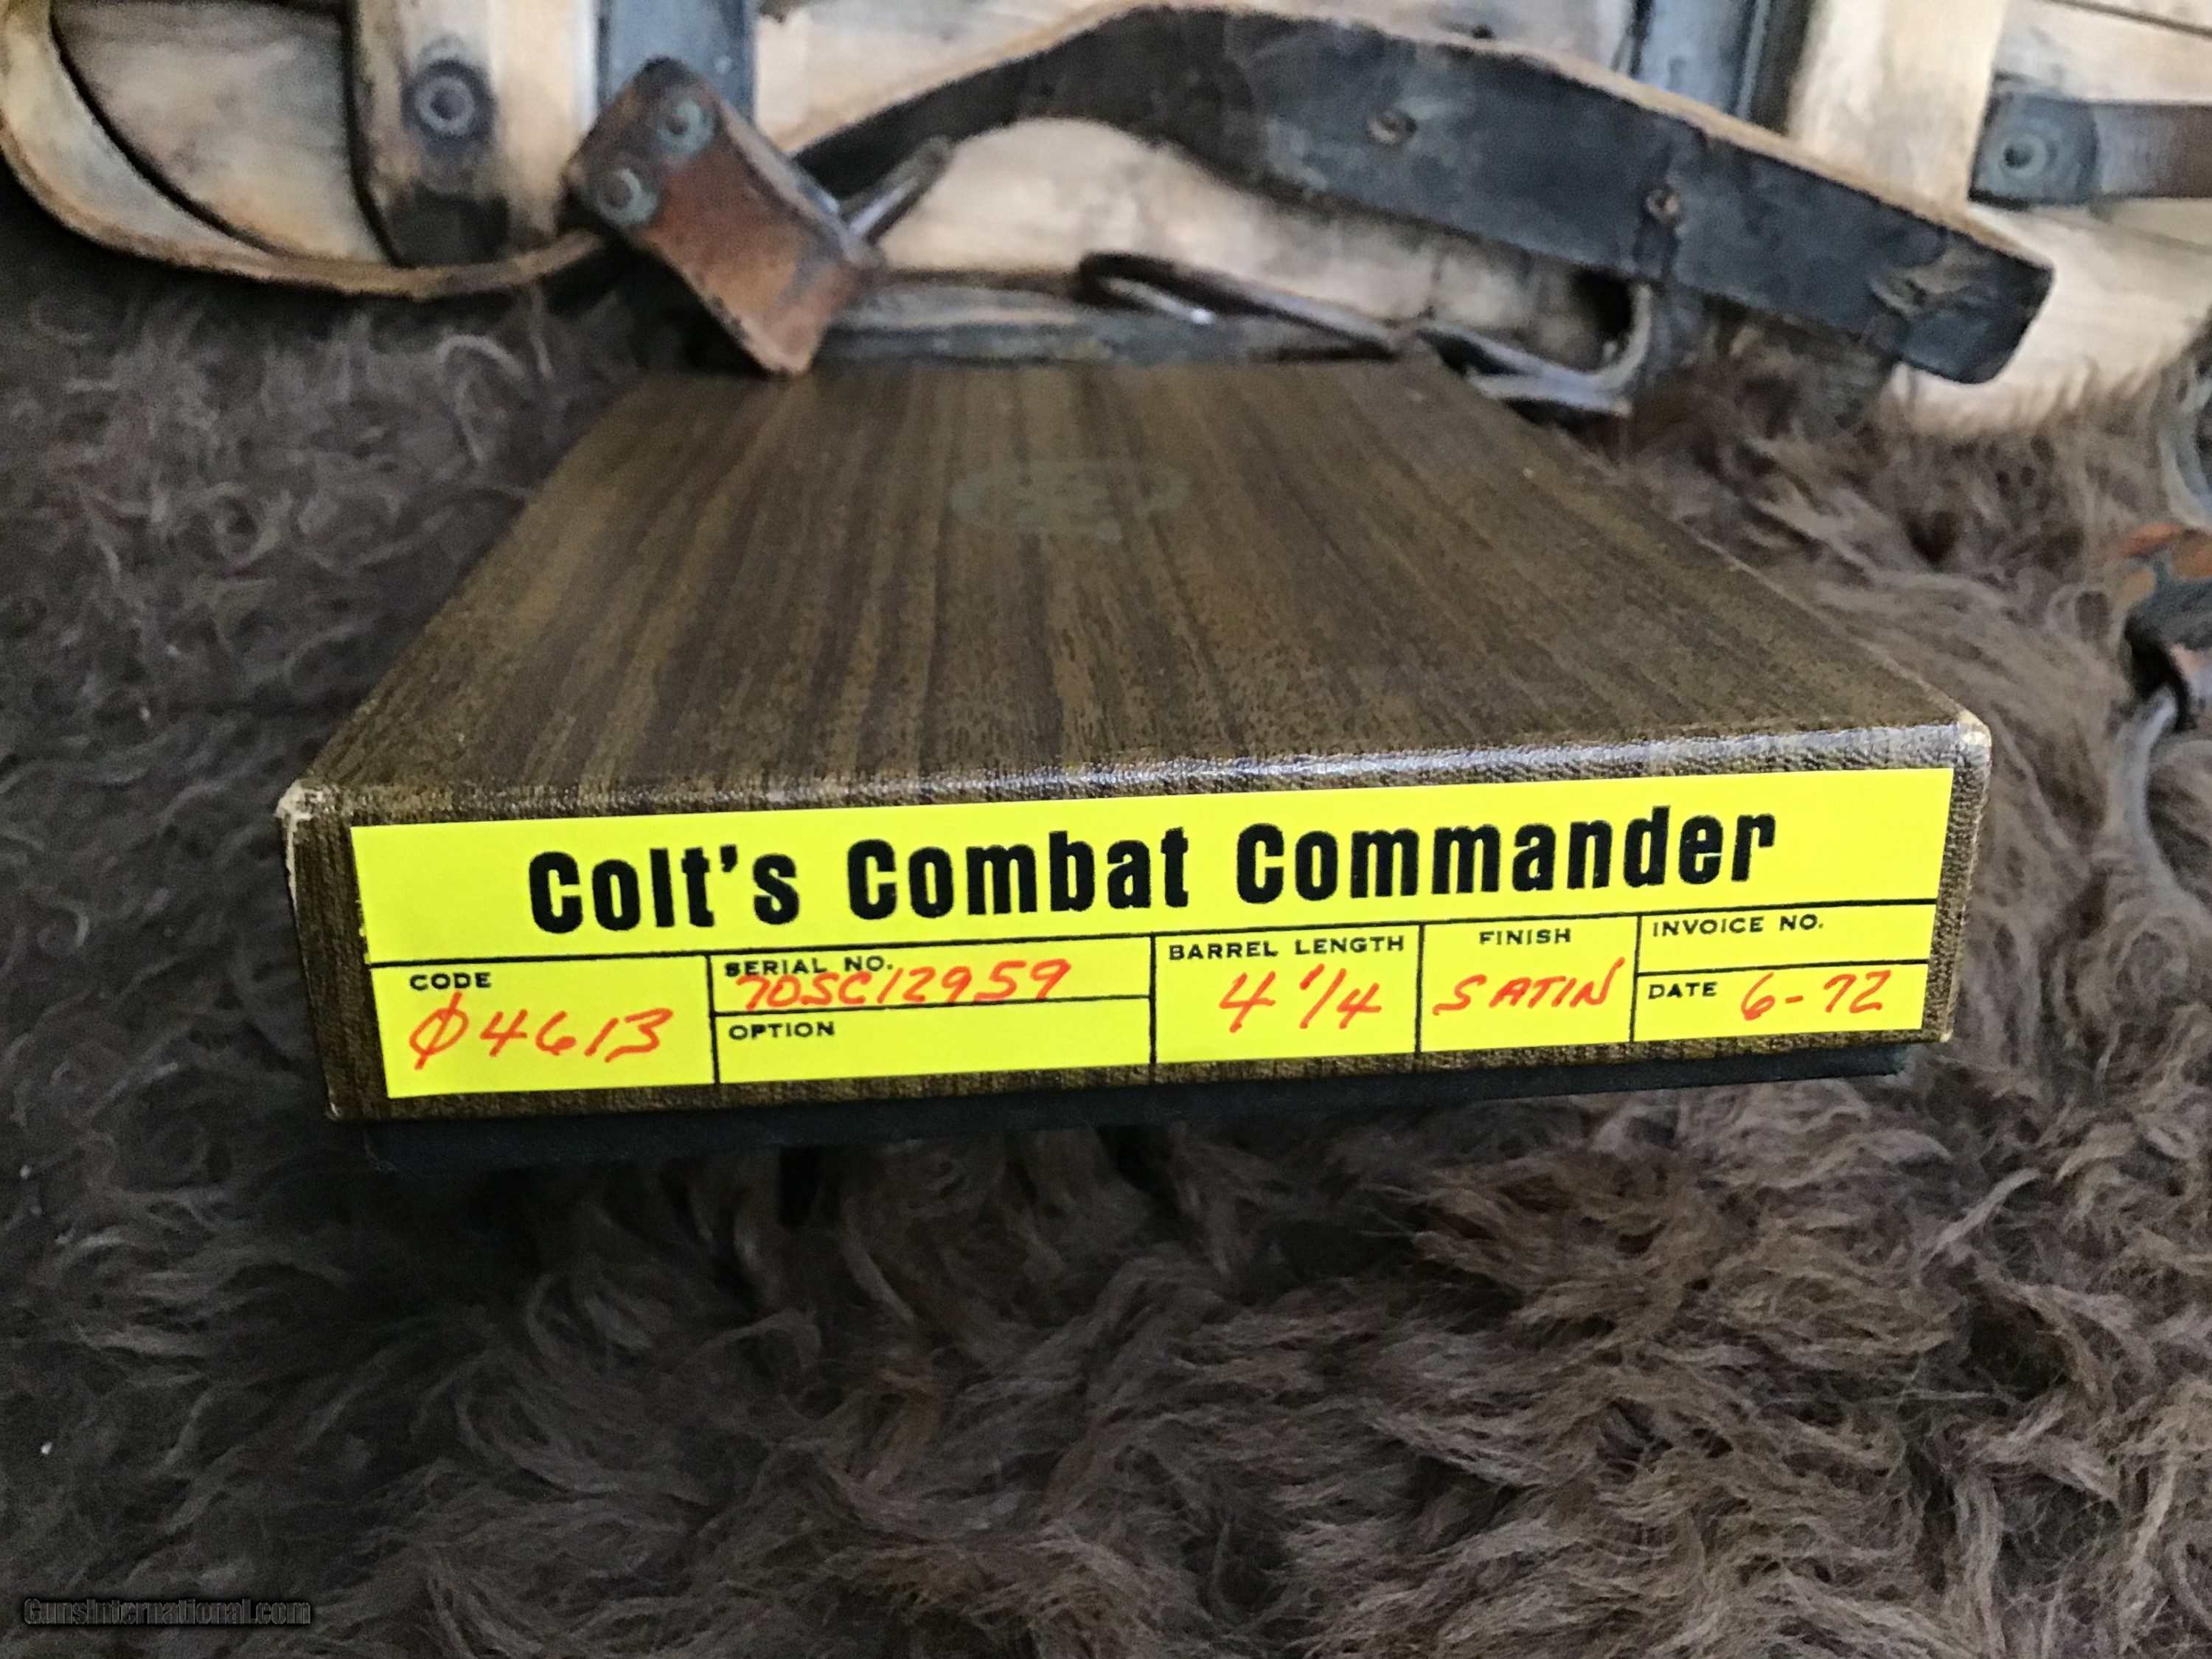 Colt's Combat Commander
CODE
Ø4613
SERIAL NO.
70SC12959
OPTION
BARREL LENGTH
4 1/4
FINISH
SATIN
INVOICE NO.
DATE 6-72
GunsInternational.com